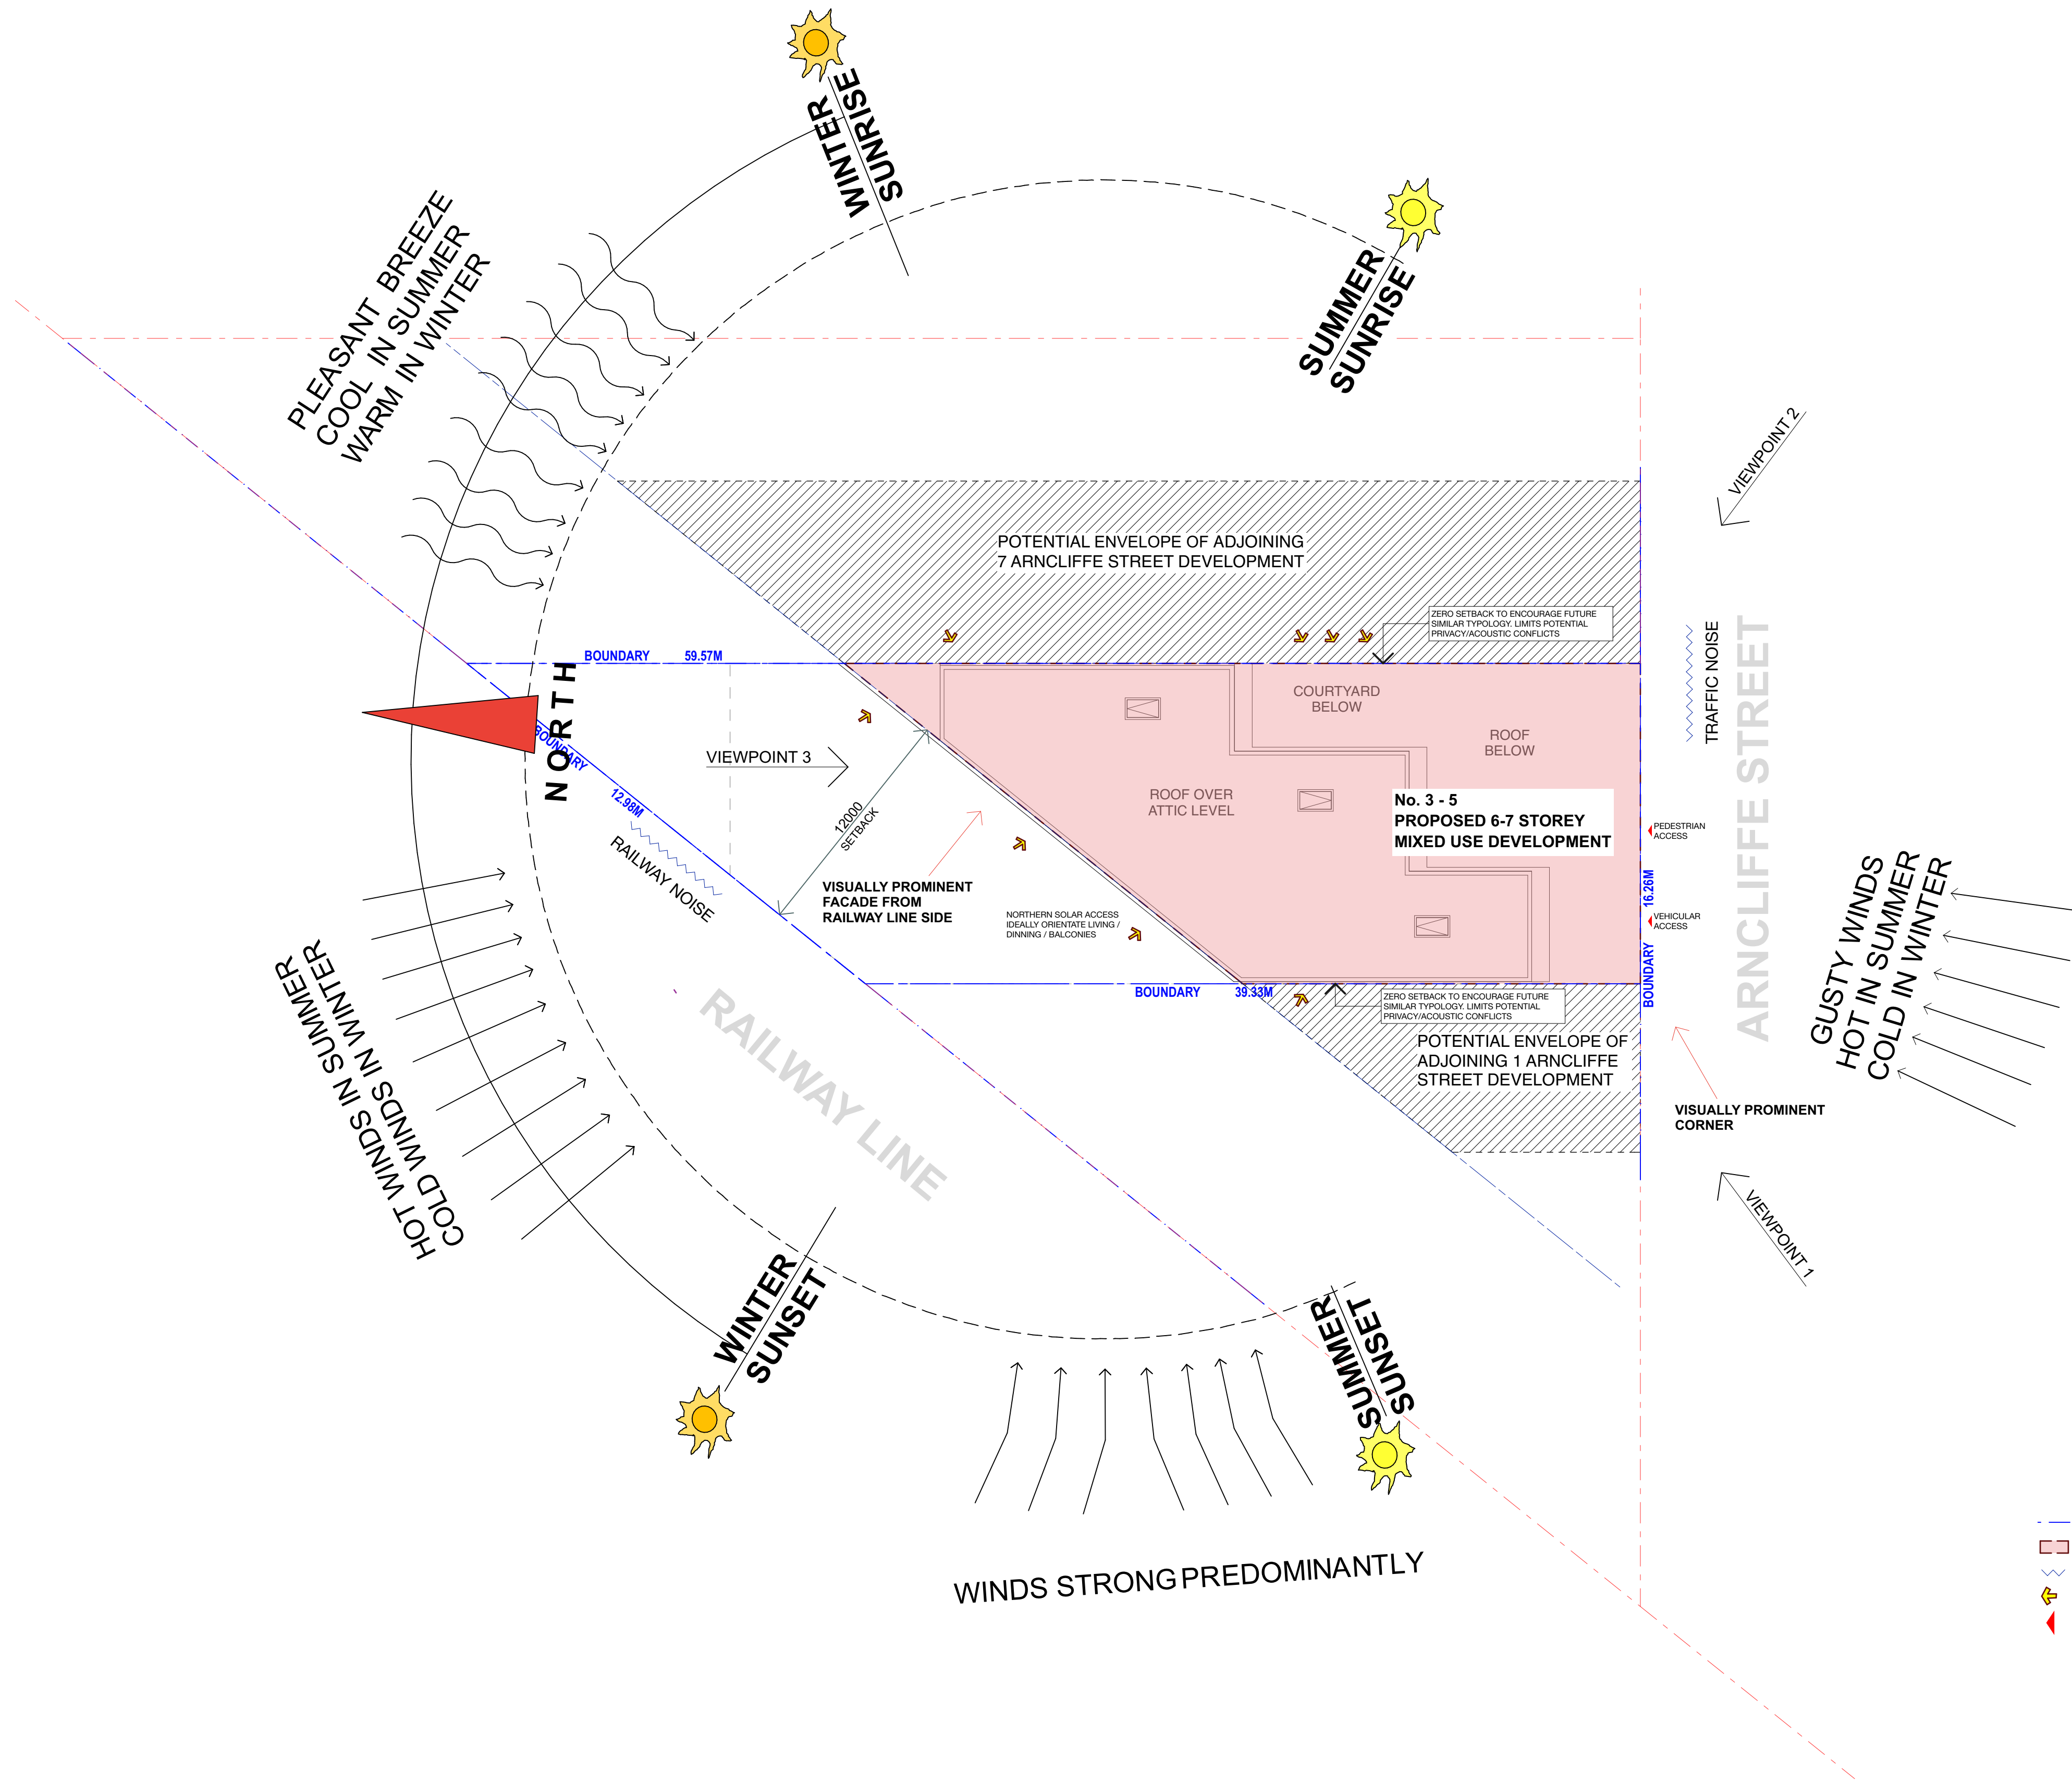 WINTER
SUNRISE
SUMMER
SUNRISE
PLEASANT BREEZE
COOL IN SUMMER
WARM IN WINTER
VIEWPOINT 2
POTENTIAL ENVELOPE OF ADJOINING
7 ARNCLIFFE STREET DEVELOPMENT
ZERO SETBACK TO ENCOURAGE FUTURE
SIMILAR TYPOLOGY. LIMITS POTENTIAL
PRIVACY/ACOUSTIC CONFLICTS
TRAFFIC NOISE
ARNCLIFFE STREET
BOUNDARY 59.57M
NORTH
BOUNDARY 12.98M
COURTYARD
BELOW
ROOF
BELOW
VIEWPOINT 3
ROOF OVER
ATTIC LEVEL
No. 3 - 5
PROPOSED 6-7 STOREY
MIXED USE DEVELOPMENT
12000
SETBACK
RAILWAY NOISE
PEDESTRIAN
ACCESS
VISUALLY PROMINENT
FACADE FROM
RAILWAY LINE SIDE
NORTHERN SOLAR ACCESS
IDEALLY ORIENTATE LIVING /
DINNING / BALCONIES
VEHICULAR
ACCESS
BOUNDARY 16.26M
GUSTY WINDS
HOT IN SUMMER
COLD IN WINTER
HOT WINDS IN SUMMER
COLD WINDS IN WINTER
BOUNDARY 39.33M
ZERO SETBACK TO ENCOURAGE FUTURE
SIMILAR TYPOLOGY. LIMITS POTENTIAL
PRIVACY/ACOUSTIC CONFLICTS
RAILWAY LINE
POTENTIAL ENVELOPE OF
ADJOINING 1 ARNCLIFFE
STREET DEVELOPMENT
VISUALLY PROMINENT
CORNER
VIEWPOINT 1
WINTER
SUNSET
SUMMER
SUNSET
WINDS STRONG PREDOMINANTLY